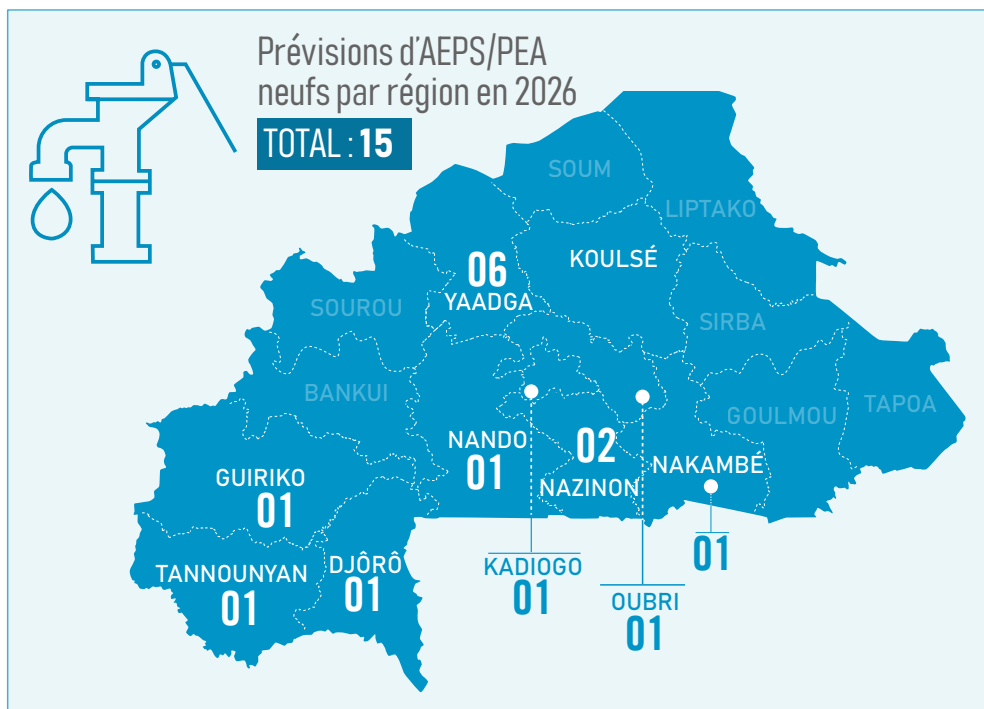 Prévisions d'AEPS/PEA
neufs par région en 2026
TOTAL : 15
SOUM
LIPTAKO
KOULSÉ
06
YAADGA
SOUROU
SIRBA
BANKUI
GOULMOU
TAPOA
NANDO
01
02
NAZINON
NAKAMBÉ
01
GUIRIKO
01
TANNOUNYAN
01
DJÔRÔ
01
KADIOGO
01
OUBRI
01